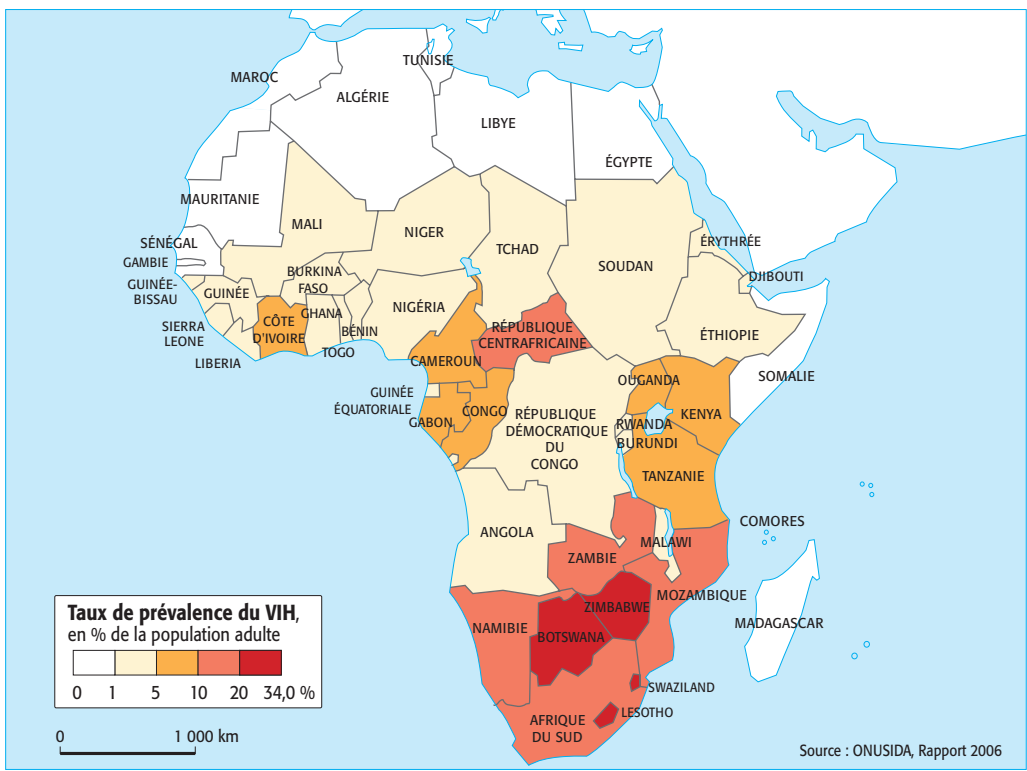 TUNISIE
MAROC
ALGÉRIE
LIBYE
ÉGYPTE
MAURITANIE
MALI
NIGER
TCHAD
SOUDAN
ÉRYTHRÉE
SÉNÉGAL
GAMBIE
GUINÉE-
BISSAU
GUINÉE
BURKINA
FASO
DJIBOUTI
SIERRA
LEONE
LIBERIA
CÔTE
D'IVOIRE
GHANA
TOGO
BÉNIN
NIGÉRIA
CAMEROUN
RÉPUBLIQUE
CENTRAFRICAINE
ÉTHIOPIE
SOMALIE
GUINÉE
ÉQUATORIALE
GABON
CONGO
RÉPUBLIQUE
DÉMOCRATIQUE
DU
CONGO
OUGANDA
KENYA
RWANDA
BURUNDI
TANZANIE
COMORES
ANGOLA
ZAMBIE
MALAWI
MOZAMBIQUE
MADAGASCAR
NAMIBIE
BOTSWANA
ZIMBABWE
SWAZILAND
LESOTHO
AFRIQUE
DU SUD
Taux de prévalence du VIH,
en % de la population adulte
0 1 5 10 20 34,0 %
0 1 000 km
Source : ONUSIDA, Rapport 2006